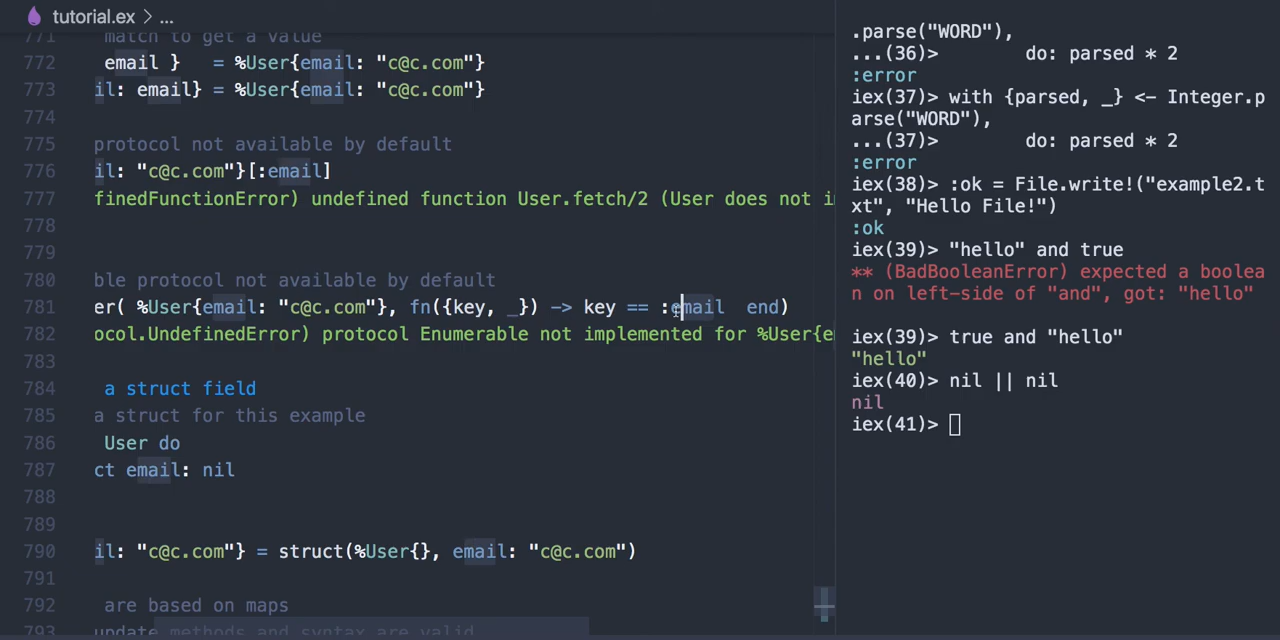 tutorial.ex > ...
771 match to get a value
772 email } = %User{email: "c@c.com"}
773 il: email} = %User{email: "c@c.com"}
774
775 protocol not available by default
776 il: "c@c.com"}[:email]
777 finedFunctionError) undefined function User.fetch/2 (User does not i
778
779
780 ble protocol not available by default
781 er( %User{email: "c@c.com"}, fn({key, _}) -> key == :email end)
782 ocol.UndefinedError) protocol Enumerable not implemented for %User{e
783
784 a struct field
785 a struct for this example
786 User do
787 ct email: nil
788
789
790 il: "c@c.com"} = struct(%User{}, email: "c@c.com")
791
792 are based on maps
793 update methods and syntax are valid
.parse("WORD"),
...(36)> do: parsed * 2
:error
iex(37)> with {parsed, _} <- Integer.p
arse("WORD"),
...(37)> do: parsed * 2
:error
iex(38)> :ok = File.write!("example2.t
xt", "Hello File!")
:ok
iex(39)> "hello" and true
** (BadBooleanError) expected a boolea
n on left-side of "and", got: "hello"
iex(39)> true and "hello"
"hello"
iex(40)> nil || nil
nil
iex(41)>